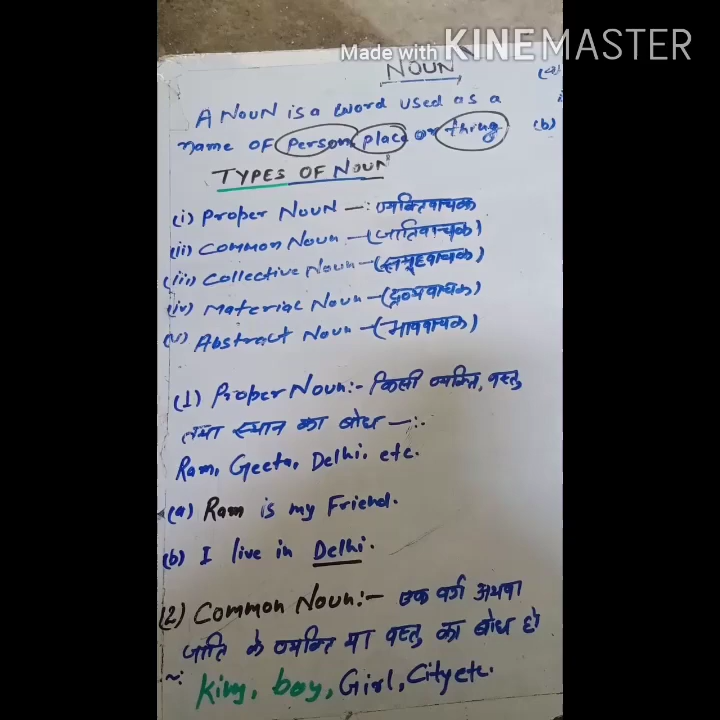 Made with KINEMASTER
NOUN
(a)
A NOUN is a word used as a
name OF person, place or thing
(b)
TYPES OF NOUN
(i) Proper NOUN —: व्यक्तिवाचक
(ii) Common Noun —(जातिवाचक)
(iii) Collective Noun —(समूहवाचक)
(iv) Material Noun —(द्रव्यवाचक)
(v) Abstract Noun —(भाववाचक)
(1) Proper Noun:- किसी व्यक्ति, वस्तु
तथा स्थान का बोध —:-
Ram, Geeta, Delhi, etc.
(a) Ram is my Friend.
(b) I live in Delhi.
(2) Common Noun:- एक वर्ग अथवा
जाति के व्यक्ति या वस्तु का बोध हो
~: King, boy, Girl, City etc.